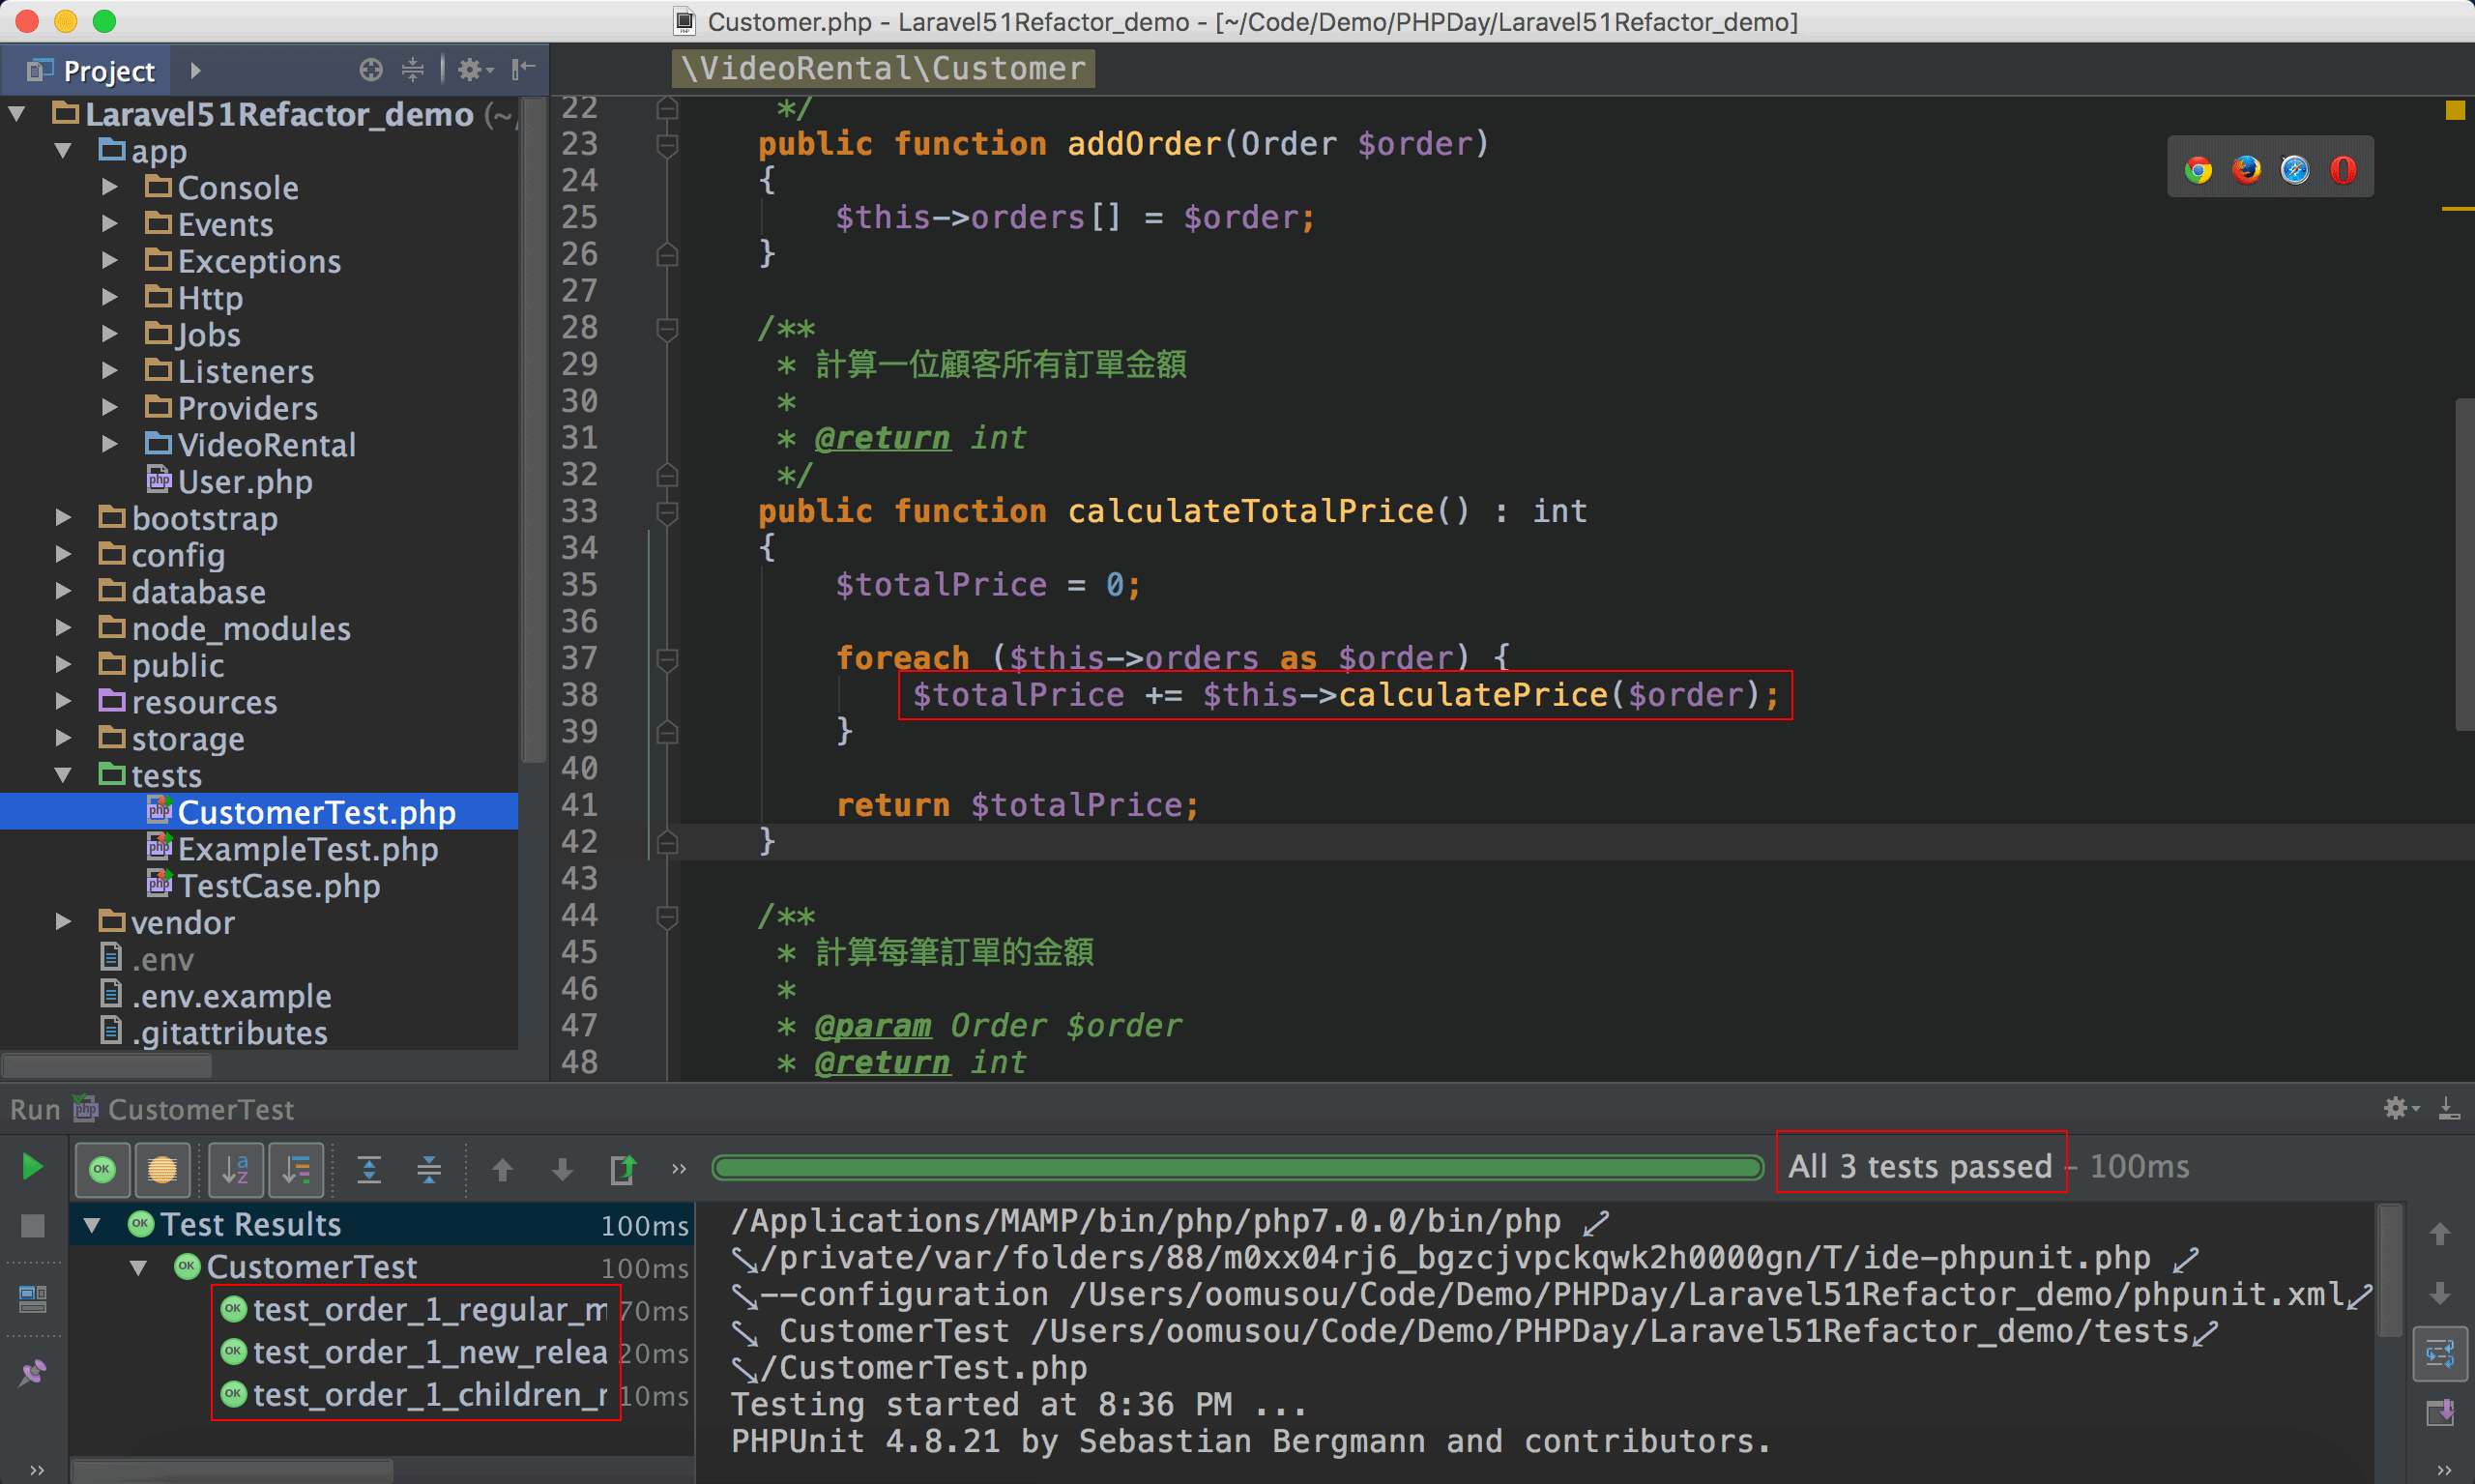 Customer.php - Laravel51Refactor_demo - [~/Code/Demo/PHPDay/Laravel51Refactor_demo]
Project
\VideoRental\Customer
Laravel51Refactor_demo (~/
app
Console
Events
Exceptions
Http
Jobs
Listeners
Providers
VideoRental
User.php
bootstrap
config
database
node_modules
public
resources
storage
tests
CustomerTest.php
ExampleTest.php
TestCase.php
vendor
.env
.env.example
.gitattributes
22 */
23 public function addOrder(Order $order)
24 {
25 $this->orders[] = $order;
26 }
27
28 /**
29 * 計算一位顧客所有訂單金額
30 *
31 * @return int
32 */
33 public function calculateTotalPrice() : int
34 {
35 $totalPrice = 0;
36
37 foreach ($this->orders as $order) {
38 $totalPrice += $this->calculatePrice($order);
39 }
40
41 return $totalPrice;
42 }
43
44 /**
45 * 計算每筆訂單的金額
46 *
47 * @param Order $order
48 * @return int
Run CustomerTest
All 3 tests passed - 100ms
Test Results 100ms
CustomerTest 100ms
test_order_1_regular_m 70ms
test_order_1_new_relea 20ms
test_order_1_children_r 10ms
/Applications/MAMP/bin/php/php7.0.0/bin/php
/private/var/folders/88/m0xx04rj6_bgzcjvpckqwk2h0000gn/T/ide-phpunit.php
--configuration /Users/oomusou/Code/Demo/PHPDay/Laravel51Refactor_demo/phpunit.xml
CustomerTest /Users/oomusou/Code/Demo/PHPDay/Laravel51Refactor_demo/tests
/CustomerTest.php
Testing started at 8:36 PM ...
PHPUnit 4.8.21 by Sebastian Bergmann and contributors.